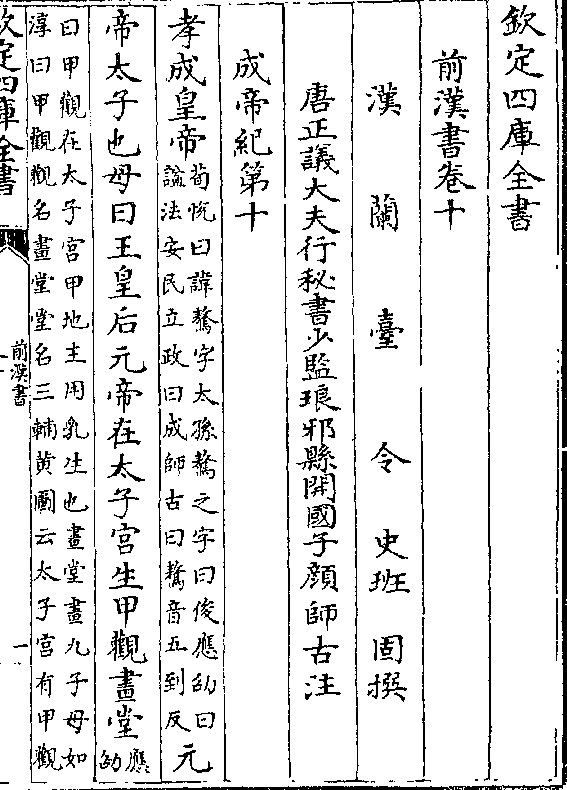 欽定四庫全書
前漢書卷十
漢蘭臺令史班固撰
唐正議大夫行秘書少監琅邪縣開國子顔師古注
成帝紀第十
孝成皇帝
荀悦曰諱驁字太孫驁之字曰俊應劭曰
諡法安民立政曰成師古曰驁音五到反
元
帝太子也母曰王皇后元帝在太子宮生甲觀畫堂
應
劭
曰甲觀在太子宮甲地主用乳生也畫堂畫九子母如
淳曰甲觀觀名畫堂堂名三輔黄圖云太子宮有甲觀
欽定四庫全書
前漢書
一